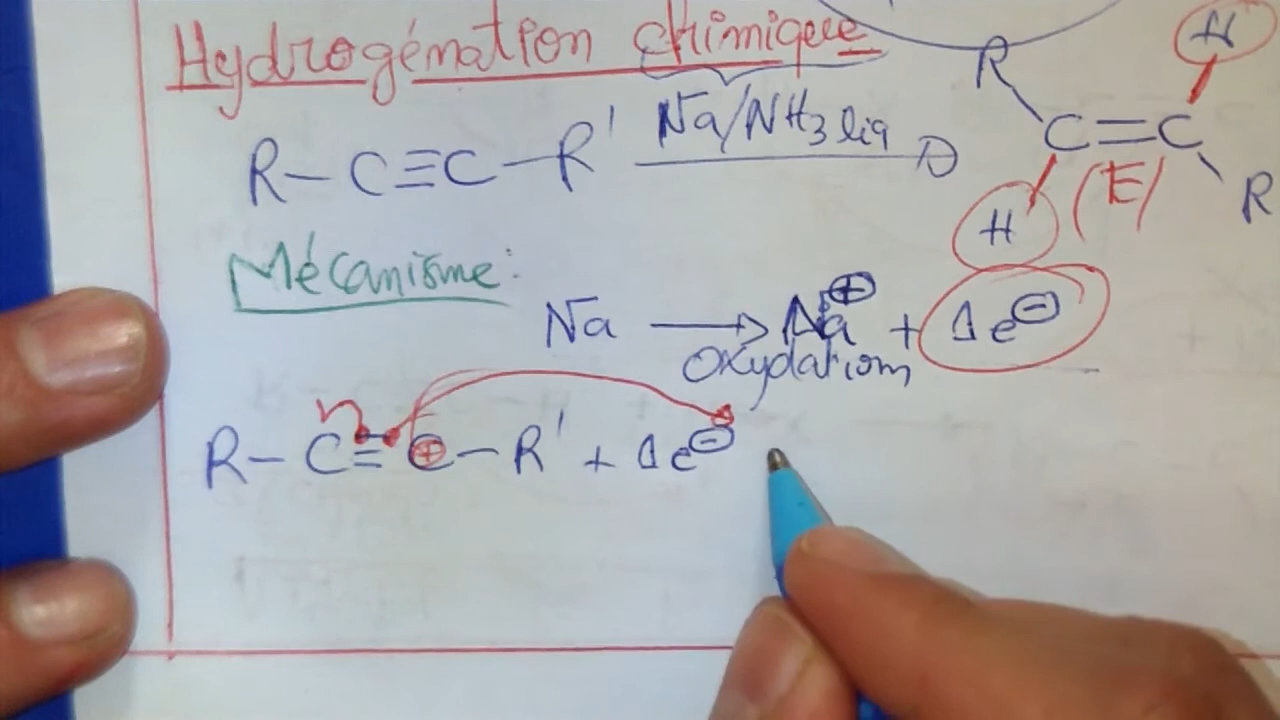 Hydrogénation chimique
R–C≡C–R' Na/NH3 liq → R H C=C H R (E)
Mécanisme:
Na → Na⊕ + 1e⊖
Oxydation
R–C≡C–R' + 1e⊖